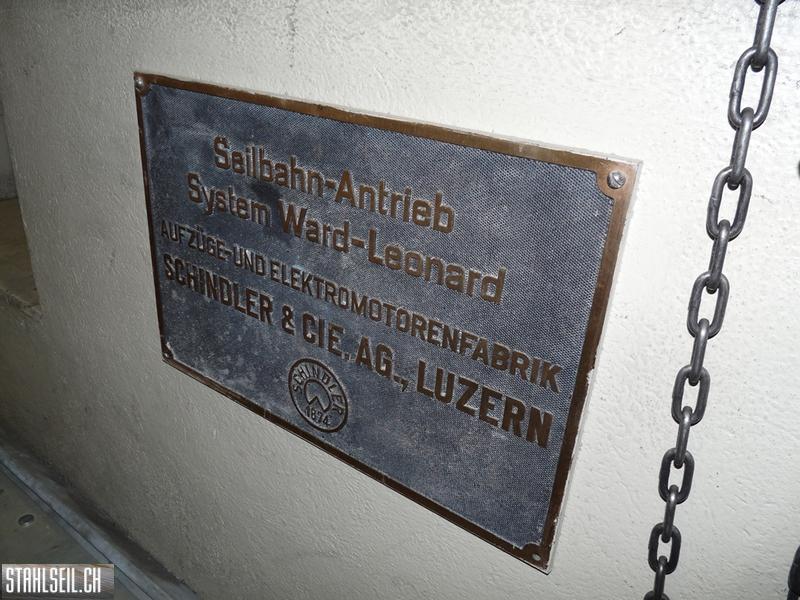 Seilbahn-Antrieb
System Ward-Leonard
AUFZÜGE-UND ELEKTROMOTORENFABRIK
SCHINDLER & CIE. AG., LUZERN
SCHINDLER
1874
STAHLSEIL.CH